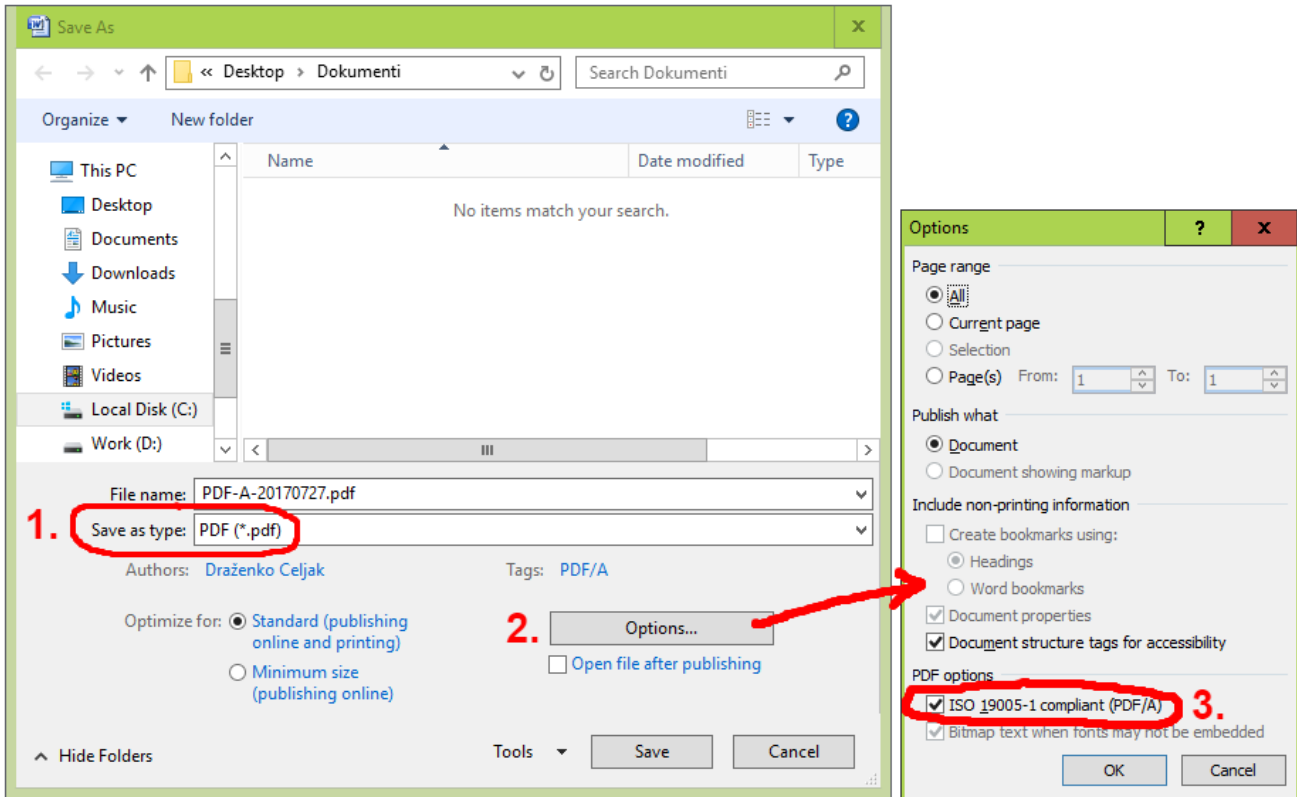 Save As
« Desktop › Dokumenti
Search Dokumenti
Organize
New folder
Name
Date modified
Type
This PC
Desktop
Documents
Downloads
Music
Pictures
Videos
Local Disk (C:)
Work (D:)
No items match your search.
File name: PDF-A-20170727.pdf
1. Save as type: PDF (*.pdf)
Authors: Draženko Celjak
Tags: PDF/A
Optimize for:
Standard (publishing
online and printing)
Minimum size
(publishing online)
2. Options...
Open file after publishing
Hide Folders
Tools
Save
Cancel
Options
?
x
Page range
All
Current page
Selection
Page(s) From: 1 To: 1
Publish what
Document
Document showing markup
Include non-printing information
Create bookmarks using:
Headings
Word bookmarks
Document properties
Document structure tags for accessibility
PDF options
ISO 19005-1 compliant (PDF/A) 3.
Bitmap text when fonts may not be embedded
OK
Cancel